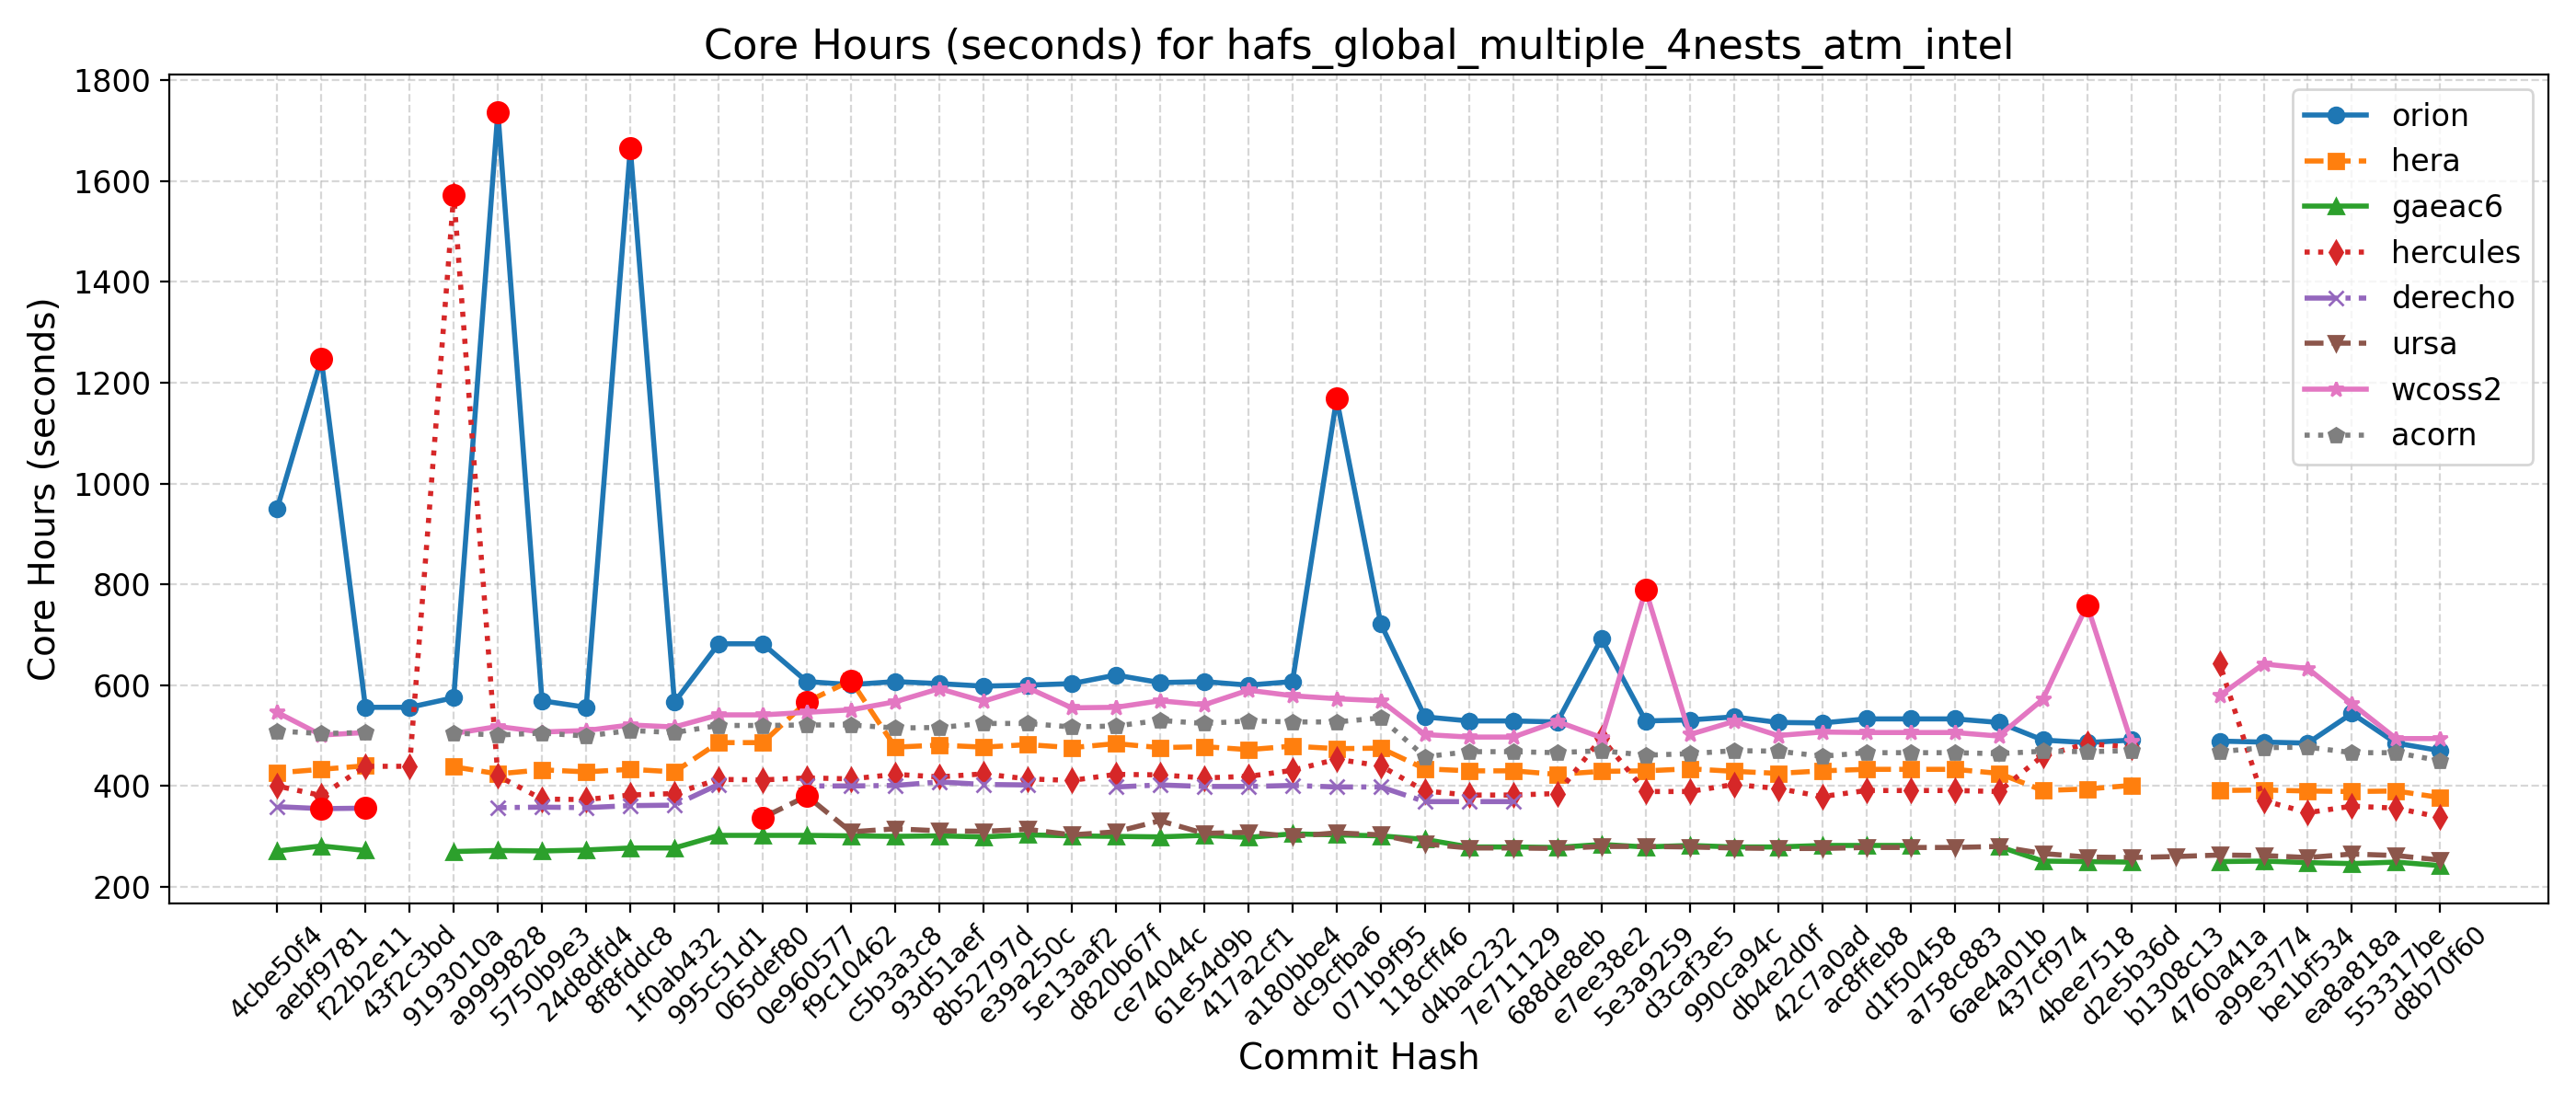 Core Hours (seconds) for hafs_global_multiple_4nests_atm_intel
Core Hours (seconds)
1800
1600
1400
1200
1000
800
600
400
200
orion
hera
gaeac6
hercules
derecho
ursa
wcoss2
acorn
4cbe50f4
aebf9781
f22b2e11
43f2c3bd
9193010a
a9999828
5750b9e3
24d8dfd4
8f8fddc8
1f0ab432
995c51d1
065def80
0e960577
f9c10462
c5b3a3c8
93d51aef
8b52797d
e39a250c
5e13aaf2
d820b67f
ce74044c
61e54d9b
417a2cf1
a180bbe4
dc9cfba6
071b9f95
118cff46
d4bac232
7e711129
688de8eb
e7ee38e2
5e3a9259
d3caf3e5
990ca94c
db4e2d0f
42c7a0ad
ac8ffeb8
d1f50458
a758c883
6ae4a01b
437cf974
4bee7518
d2e5b36d
b1308c13
4760a41a
a99e3774
be1bf534
ea8a818a
553317be
d8b70f60
Commit Hash